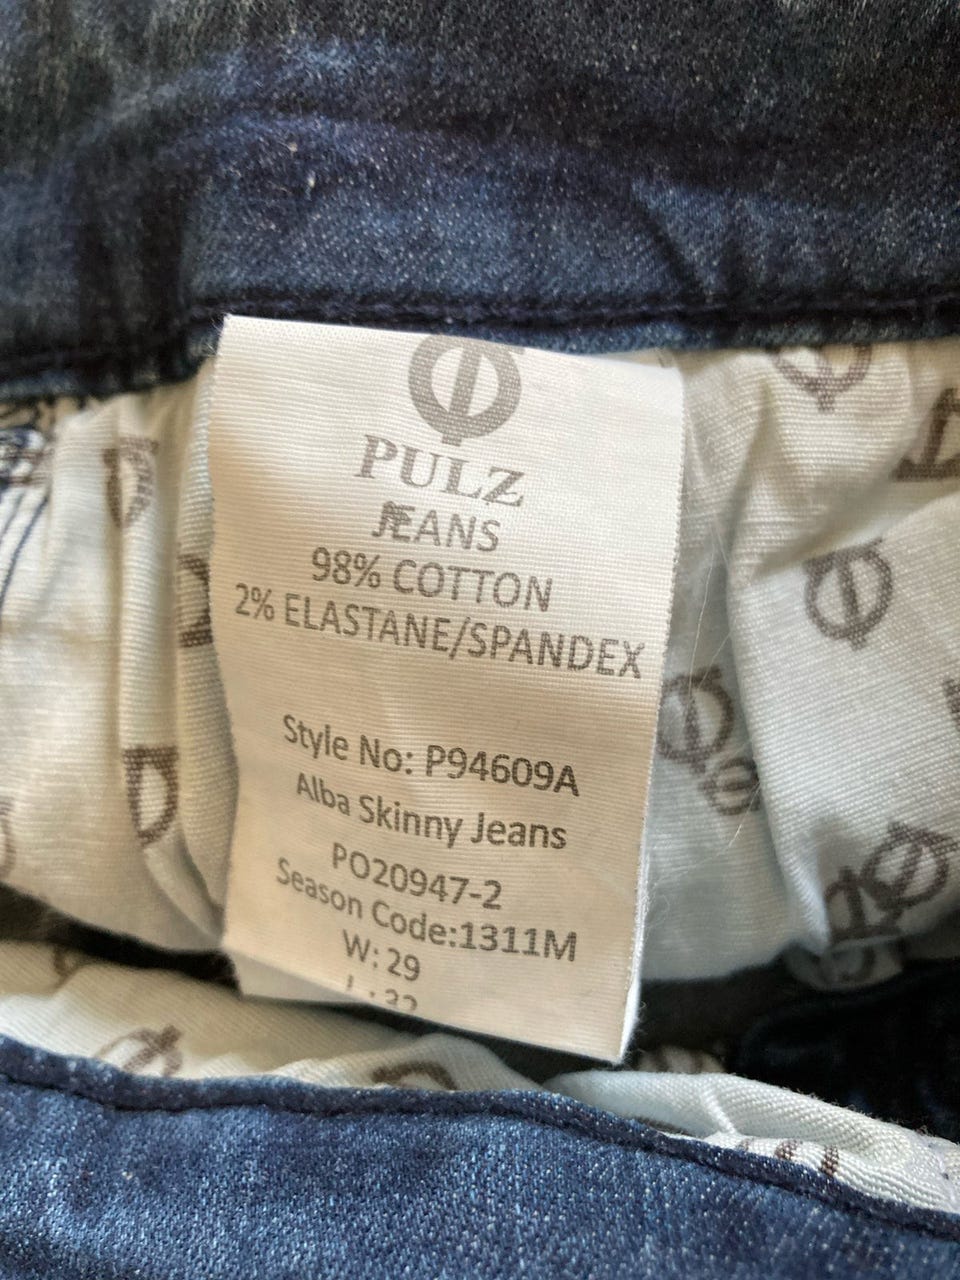 PULZ
JEANS
98% COTTON
2% ELASTANE/SPANDEX
Style No: P94609A
Alba Skinny Jeans
PO20947-2
Season Code:1311M
W: 29
L: 32